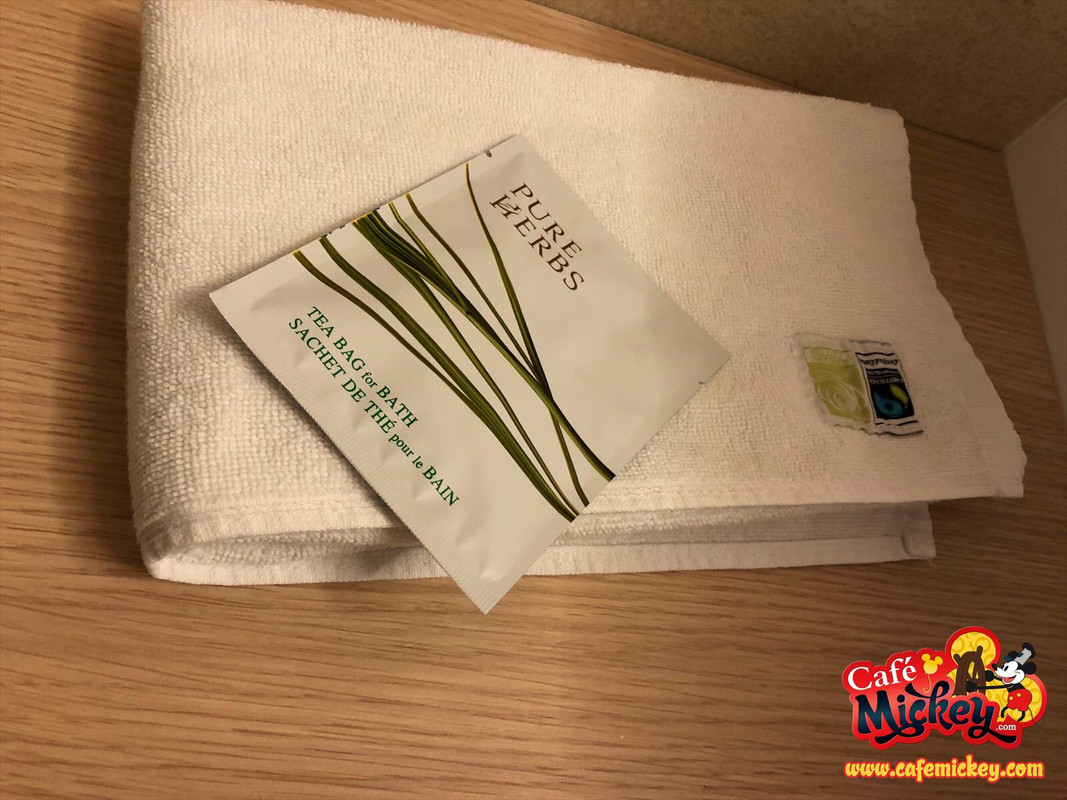 PURE
HERBS
TEA BAG for BATH
SACHET DE THÉ pour le BAIN
Café
Mickey
.com
www.cafemickey.com